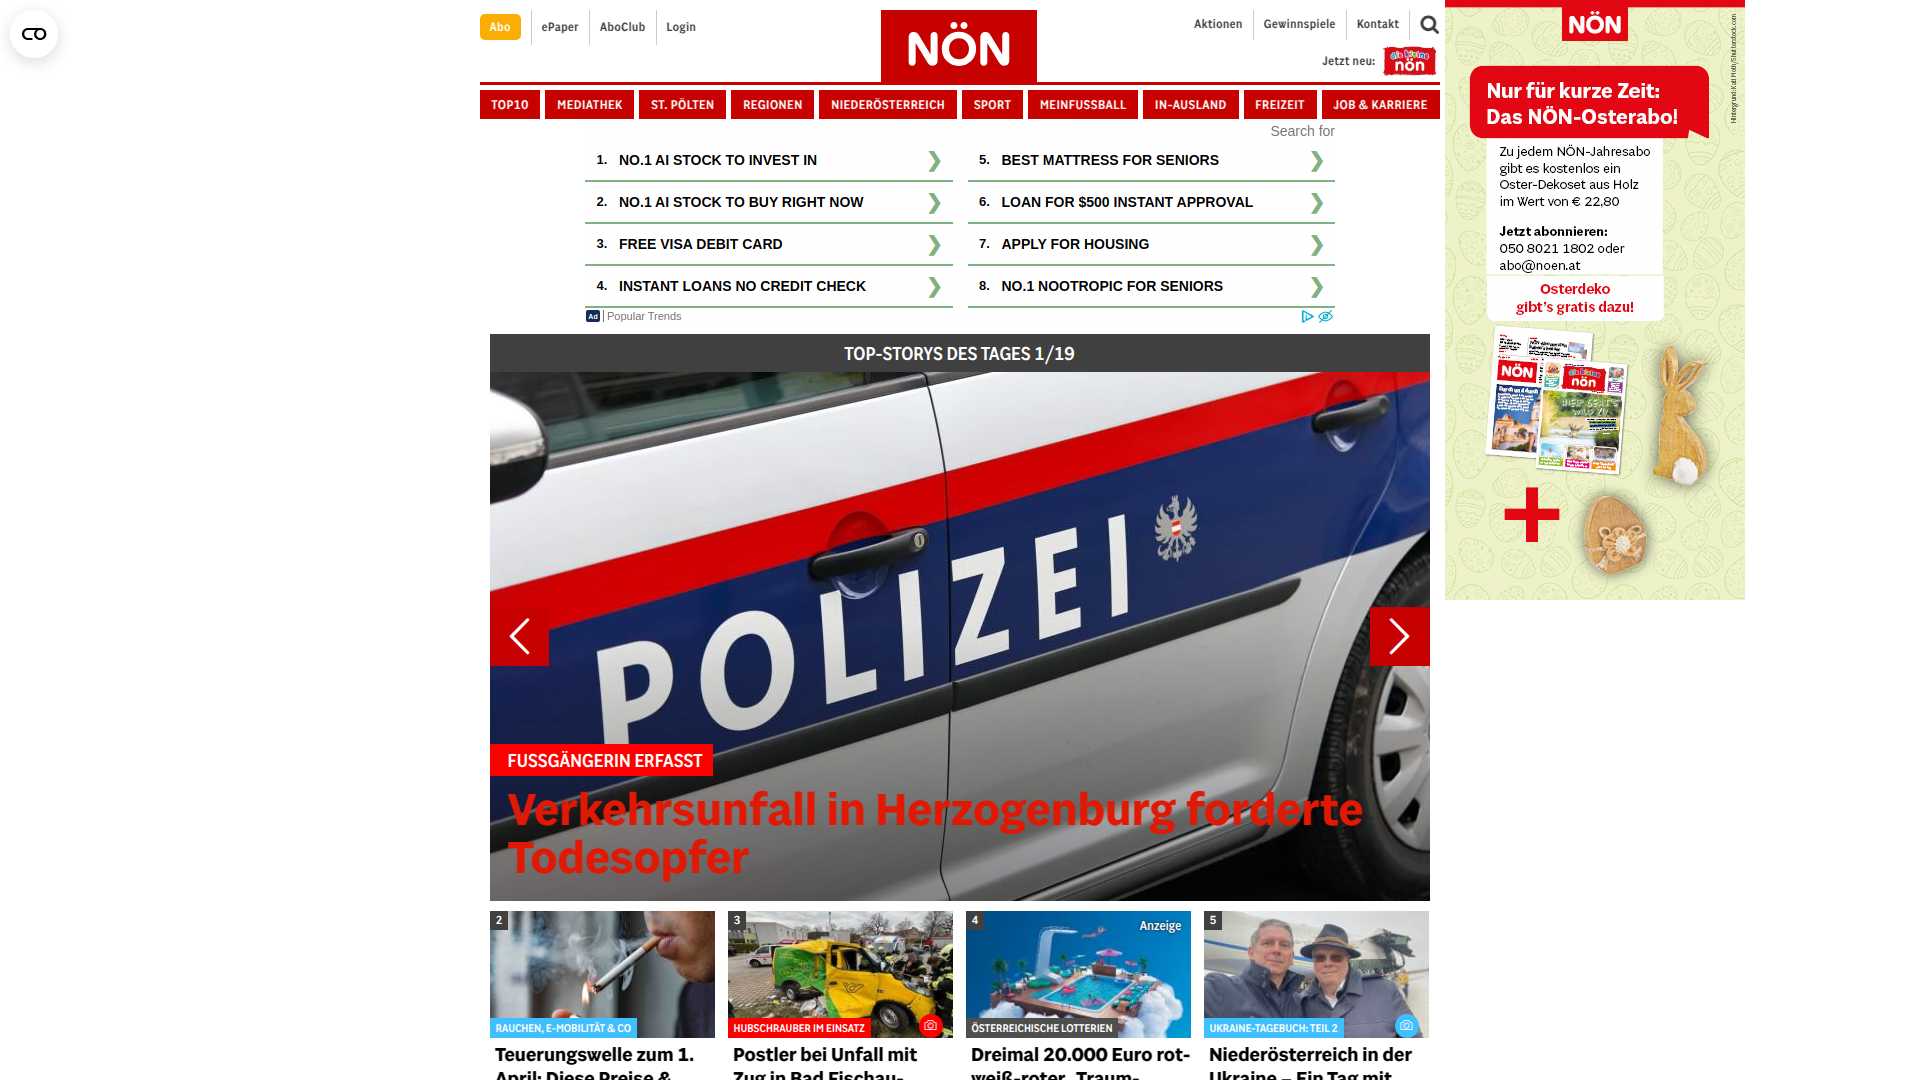 Abo
ePaper
AboClub
Login
NÖN
Aktionen
Gewinnspiele
Kontakt
Jetzt neu:
die kleine
nön
TOP10
MEDIATHEK
ST. PÖLTEN
REGIONEN
NIEDERÖSTERREICH
SPORT
MEINFUSSBALL
IN-AUSLAND
FREIZEIT
JOB & KARRIERE
Search for
1. NO.1 AI STOCK TO INVEST IN
2. NO.1 AI STOCK TO BUY RIGHT NOW
3. FREE VISA DEBIT CARD
4. INSTANT LOANS NO CREDIT CHECK
5. BEST MATTRESS FOR SENIORS
6. LOAN FOR $500 INSTANT APPROVAL
7. APPLY FOR HOUSING
8. NO.1 NOOTROPIC FOR SENIORS
Ad | Popular Trends
TOP-STORYS DES TAGES 1/19
POLIZEI
FUSSGÄNGERIN ERFASST
Verkehrsunfall in Herzogenburg forderte
Todesopfer
2
RAUCHEN, E-MOBILITÄT & CO
Teuerungswelle zum 1.
April: Diese Preise &
3
HUBSCHRAUBER IM EINSATZ
Postler bei Unfall mit
Zug in Bad Fischau-
4
Anzeige
ÖSTERREICHISCHE LOTTERIEN
Dreimal 20.000 Euro rot-
weiß-roter „Traum-
5
UKRAINE-TAGEBUCH: TEIL 2
Niederösterreich in der
Ukraine – Ein Tag mit
NÖN
Nur für kurze Zeit:
Das NÖN-Osterabo!
Zu jedem NÖN-Jahresabo
gibt es kostenlos ein
Oster-Dekoset aus Holz
im Wert von € 22,80
Jetzt abonnieren:
050 8021 1802 oder
abo@noen.at
Osterdeko
gibt's gratis dazu!
NÖN
die kleine
nön